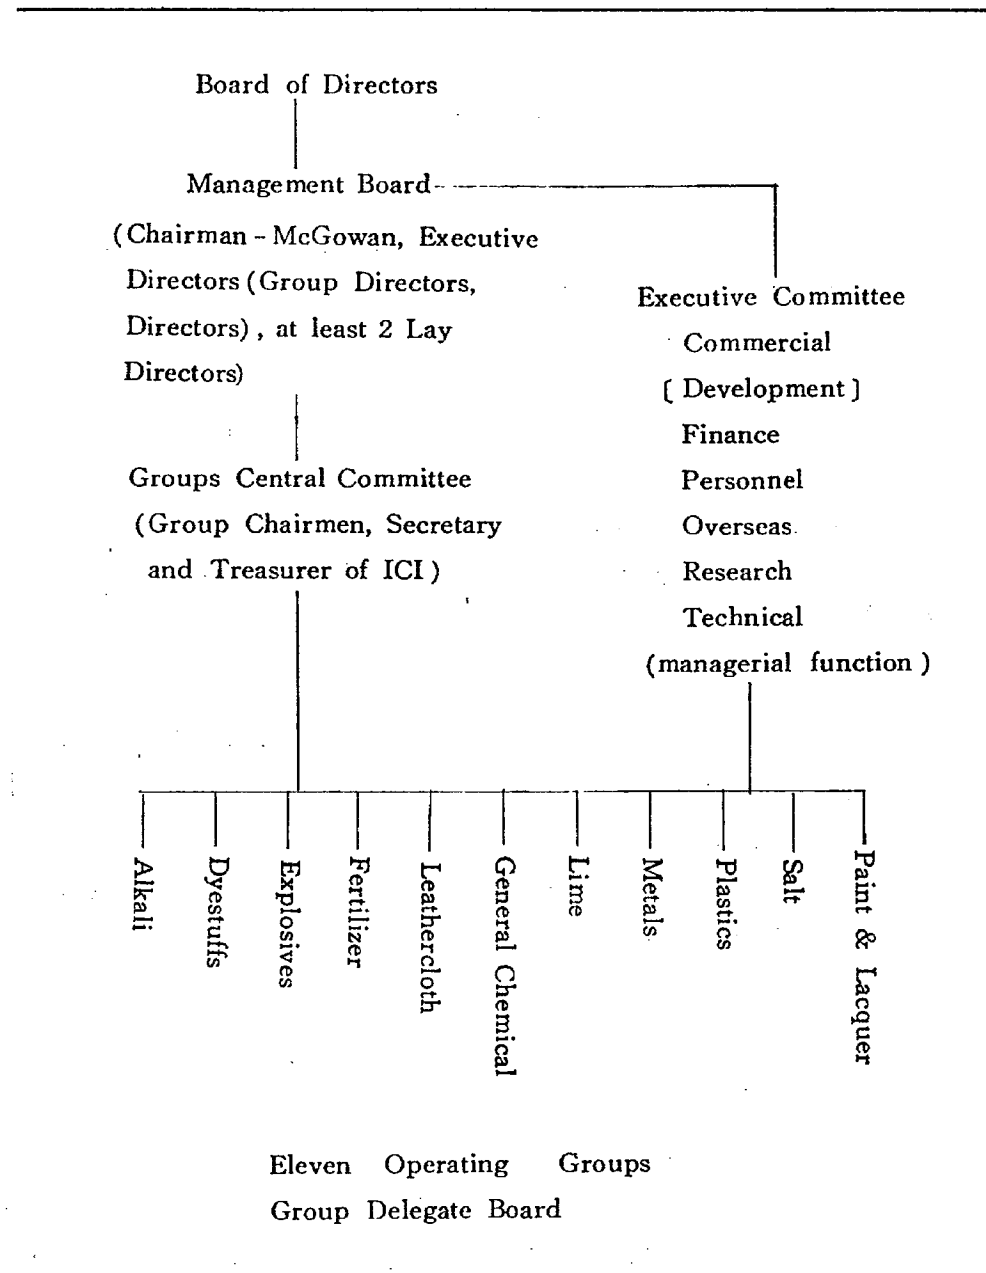 Board of Directors
Management Board
(Chairman - McGowan, Executive
Directors (Group Directors,
Directors), at least 2 Lay
Directors)
Groups Central Committee
(Group Chairmen, Secretary
and Treasurer of ICI)
Executive Committee
Commercial
[Development]
Finance
Personnel
Overseas
Research
Technical
(managerial function)
Alkali
Dyestuffs
Explosives
Fertilizer
Leathercloth
General Chemical
Lime
Metals
Plastics
Salt
Paint & Lacquer
Eleven Operating Groups
Group Delegate Board